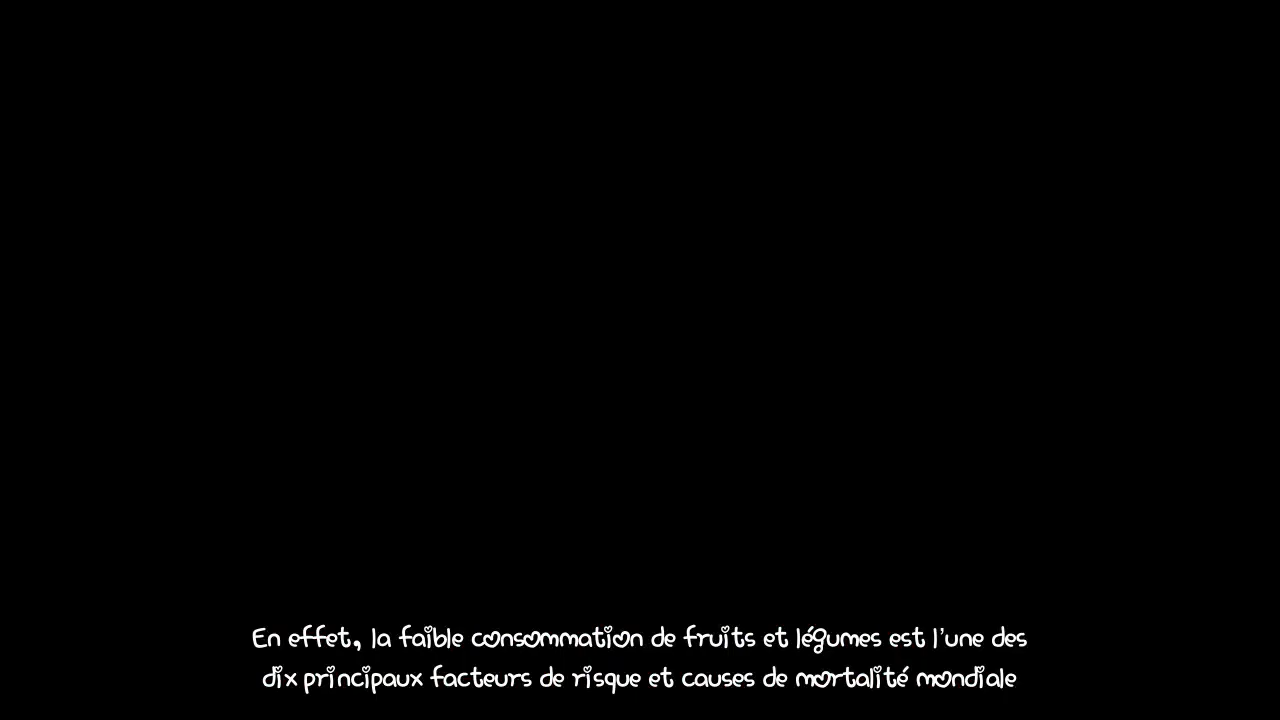 En effet, la faible consommation de fruits et légumes est l'une des
dix principaux facteurs de risque et causes de mortalité mondiale